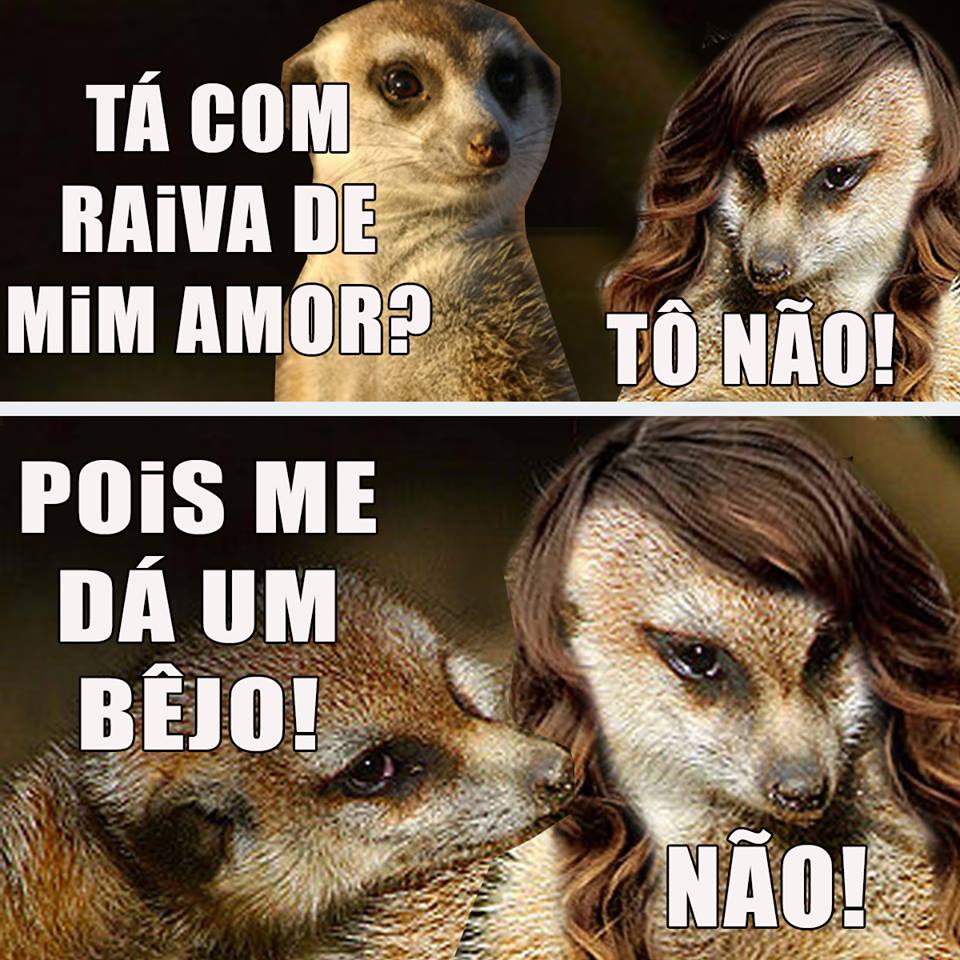 TÁ COM
RAiVA DE
MiM AMOR?
TÔ NÃO!
POiS ME
DÁ UM
BÊJO!
NÃO!